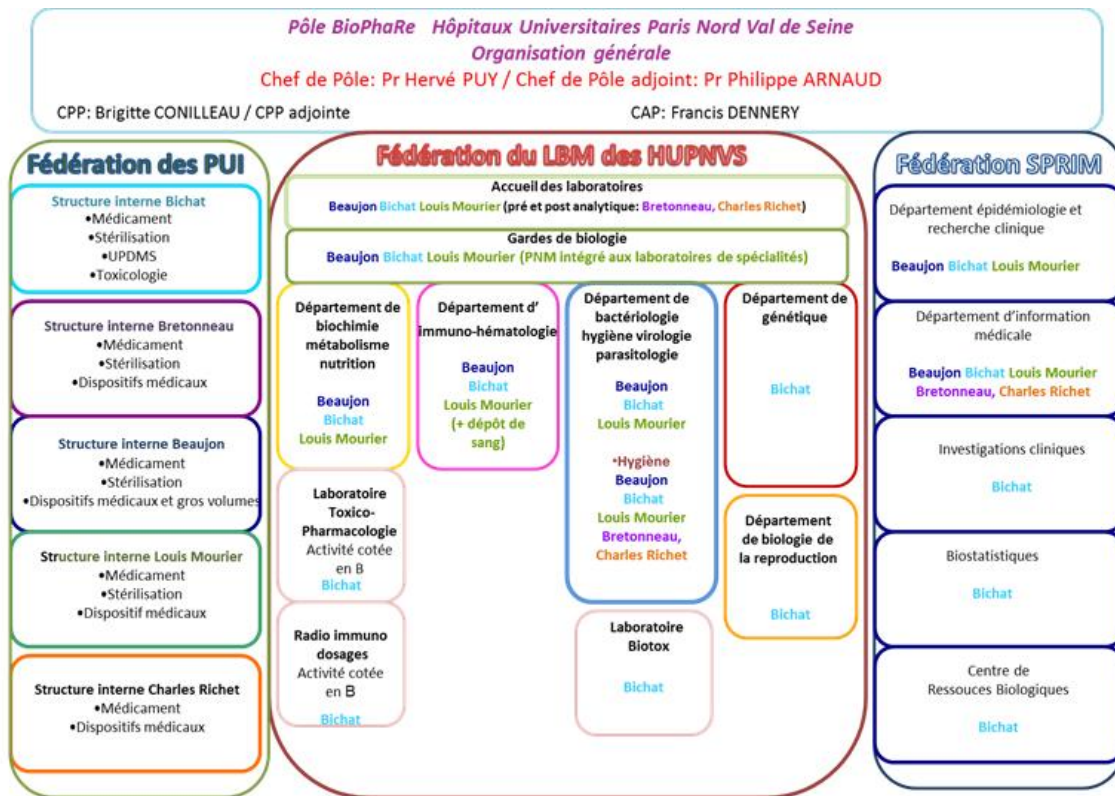 Pôle BioPhaRe Hôpitaux Universitaires Paris Nord Val de Seine
Organisation générale
Chef de Pôle: Pr Hervé PUY / Chef de Pôle adjoint: Pr Philippe ARNAUD
CPP: Brigitte CONILLEAU / CPP adjointe
CAP: Francis DENNERY
Fédération des PUI
Structure interne Bichat
•Médicament
•Stérilisation
•UPDMS
•Toxicologie
Structure interne Bretonneau
•Médicament
•Stérilisation
•Dispositifs médicaux
Structure interne Beaujon
•Médicament
•Stérilisation
•Dispositifs médicaux et gros volumes
Structure interne Louis Mourier
•Médicament
•Stérilisation
•Dispositif médicaux
Structure interne Charles Richet
•Médicament
•Dispositifs médicaux
Fédération du LBM des HUPNVS
Accueil des laboratoires
Beaujon Bichat Louis Mourier (pré et post analytique: Bretonneau, Charles Richet)
Gardes de biologie
Beaujon Bichat Louis Mourier (PNM intégré aux laboratoires de spécialités)
Département de
biochimie
métabolisme
nutrition
Beaujon
Bichat
Louis Mourier
Laboratoire
Toxico-
Pharmacologie
Activité cotée
en B
Bichat
Radio immuno
dosages
Activité cotée
en B
Bichat
Département d'
immuno-hématologie
Beaujon
Bichat
Louis Mourier
(+ dépôt de
sang)
Département de
bactériologie
hygiène virologie
parasitologie
Beaujon
Bichat
Louis Mourier
•Hygiène
Beaujon
Bichat
Louis Mourier
Bretonneau,
Charles Richet
Laboratoire
Biotox
Bichat
Département de
génétique
Bichat
Département
de biologie de
la reproduction
Bichat
Fédération SPRIM
Département épidémiologie et
recherche clinique
Beaujon Bichat Louis Mourier
Département d'information
médicale
Beaujon Bichat Louis Mourier
Bretonneau, Charles Richet
Investigations cliniques
Bichat
Biostatistiques
Bichat
Centre de
Ressouces Biologiques
Bichat